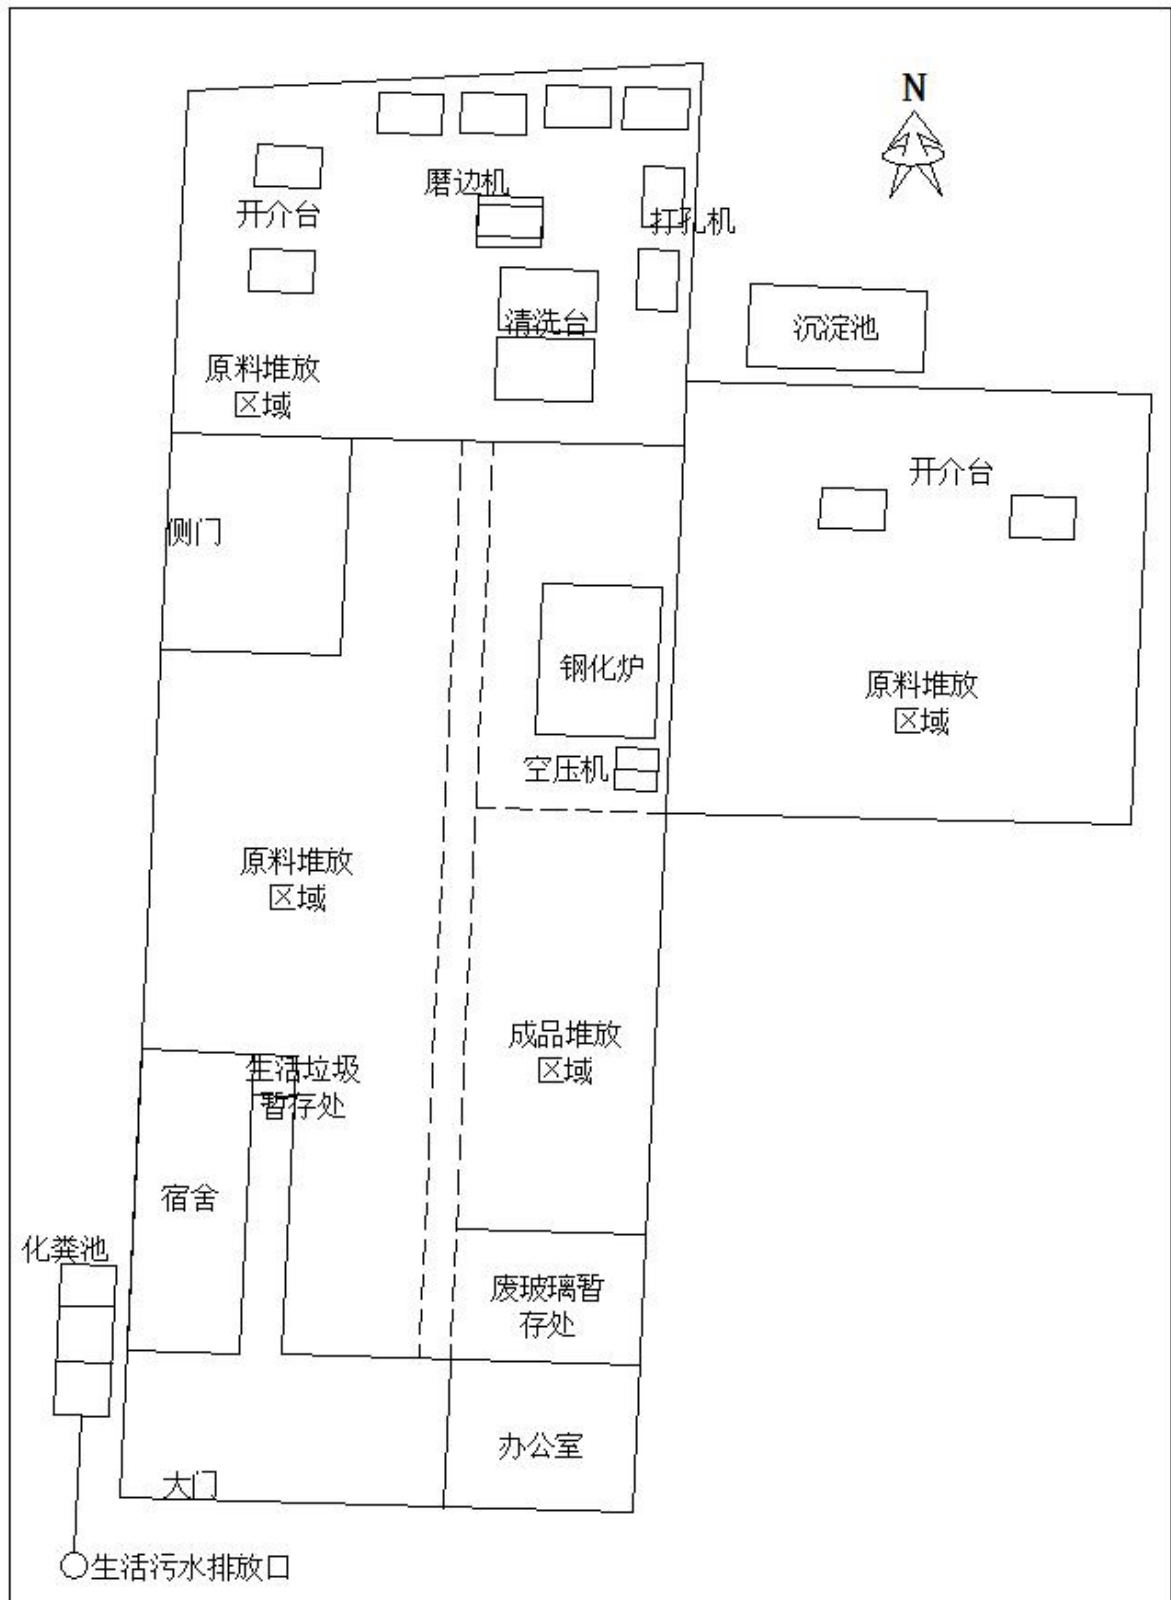 N
磨边机
开介台
打孔机
清洗台
沉淀池
原料堆放
区域
开介台
侧门
钢化炉
原料堆放
区域
空压机
原料堆放
区域
成品堆放
区域
生活垃圾
暂存处
宿舍
化粪池
废玻璃暂
存处
办公室
大门
生活污水排放口